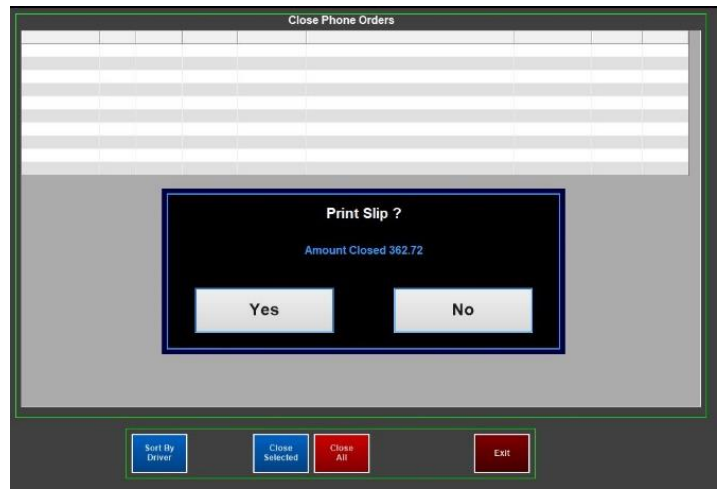 Close Phone Orders
Print Slip ?
Amount Closed 362.72
Yes
No
Sort By
Driver
Close
Selected
Close
All
Exit